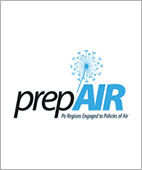 prepAIR
Po Regions Engaged to Policies of Air